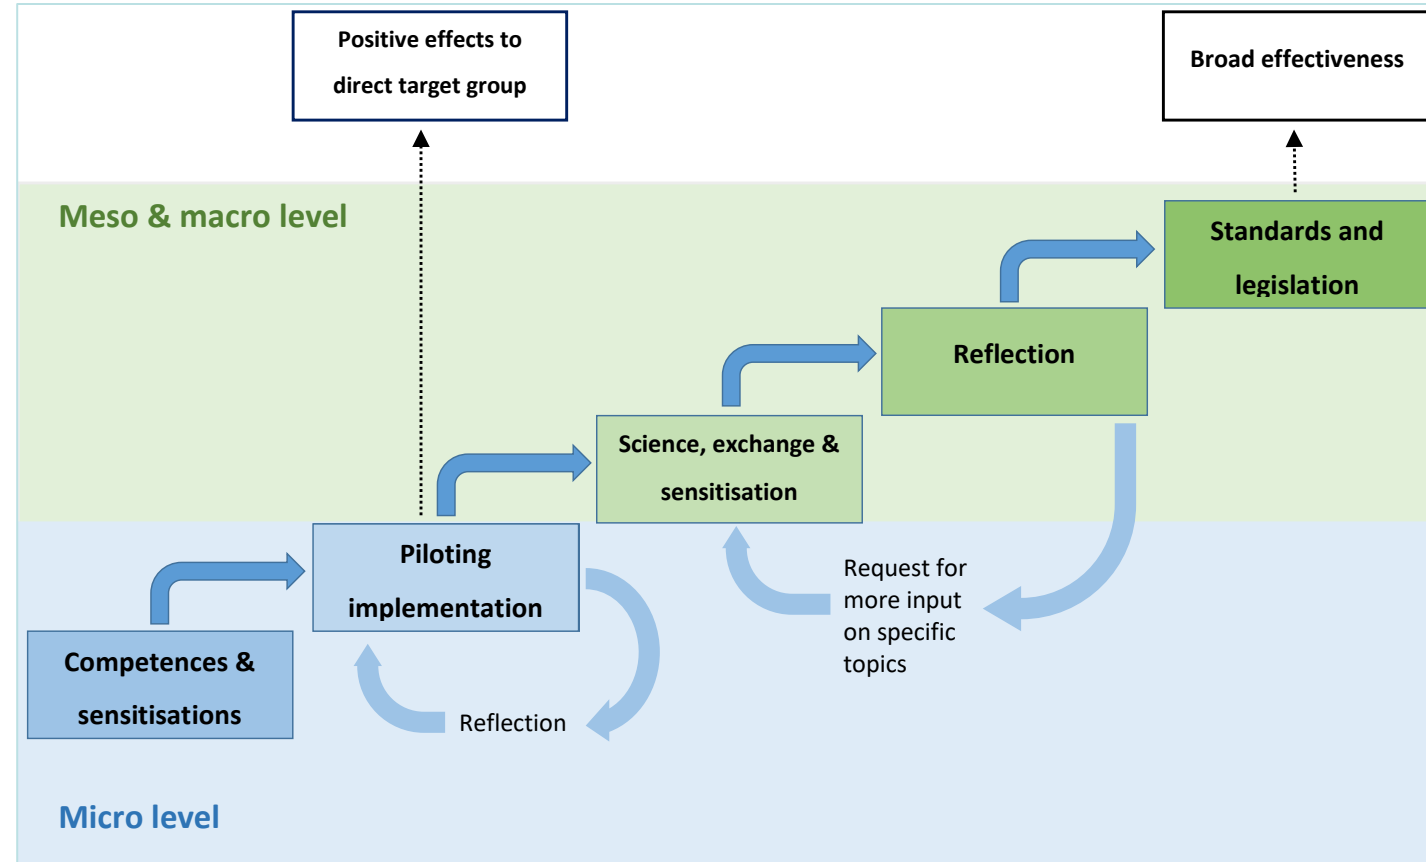 Positive effects to
direct target group
Broad effectiveness
Meso & macro level
Standards and
legislation
Reflection
Science, exchange &
sensitisation
Piloting
implementation
Request for
more input
on specific
topics
Competences &
sensitisations
Reflection
Micro level